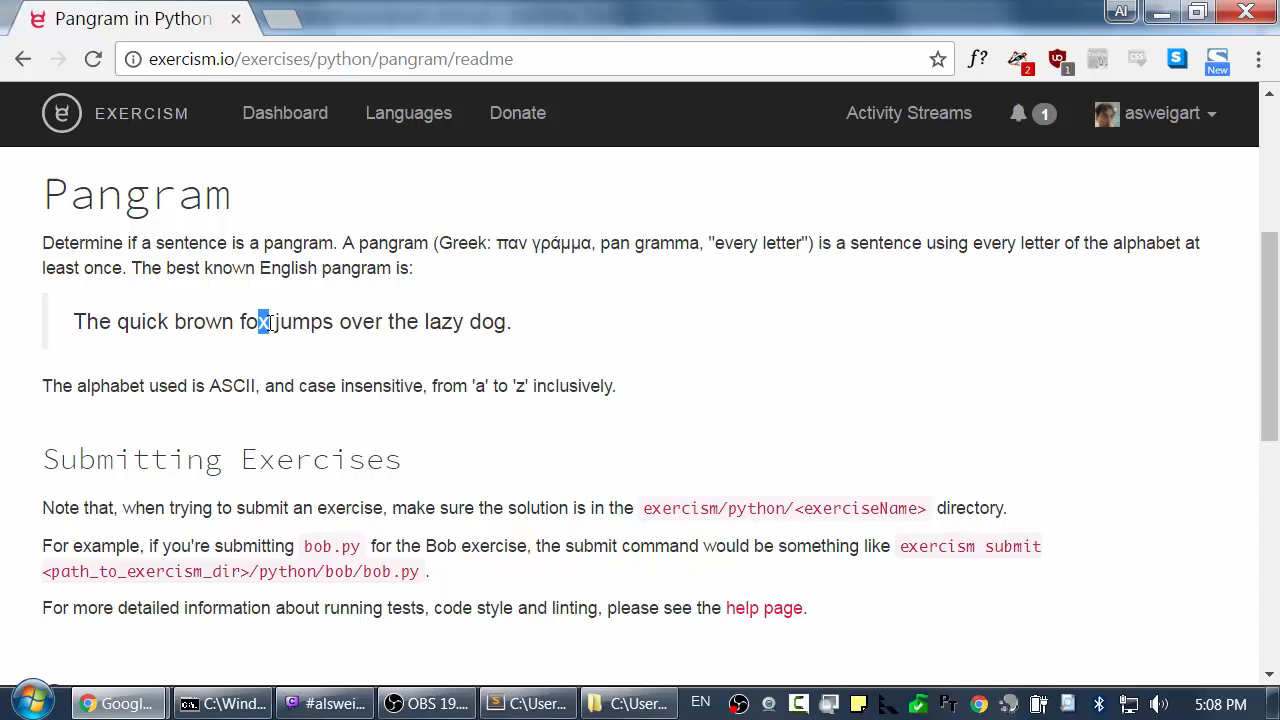 Pangram in Python
AI
exercism.io/exercises/python/pangram/readme
f?
2
1
New
EXERCISM
Dashboard
Languages
Donate
Activity Streams
1
asweigart
Pangram
Determine if a sentence is a pangram. A pangram (Greek: παν γράμμα, pan gramma, "every letter") is a sentence using every letter of the alphabet at
least once. The best known English pangram is:
The quick brown fox jumps over the lazy dog.
The alphabet used is ASCII, and case insensitive, from 'a' to 'z' inclusively.
Submitting Exercises
Note that, when trying to submit an exercise, make sure the solution is in the exercism/python/<exerciseName> directory.
For example, if you're submitting bob.py for the Bob exercise, the submit command would be something like exercism submit
<path_to_exercism_dir>/python/bob/bob.py.
For more detailed information about running tests, code style and linting, please see the help page.
Googl...
C:\Wind...
#alswei...
OBS 19....
C:\User...
C:\User...
EN
5:08 PM